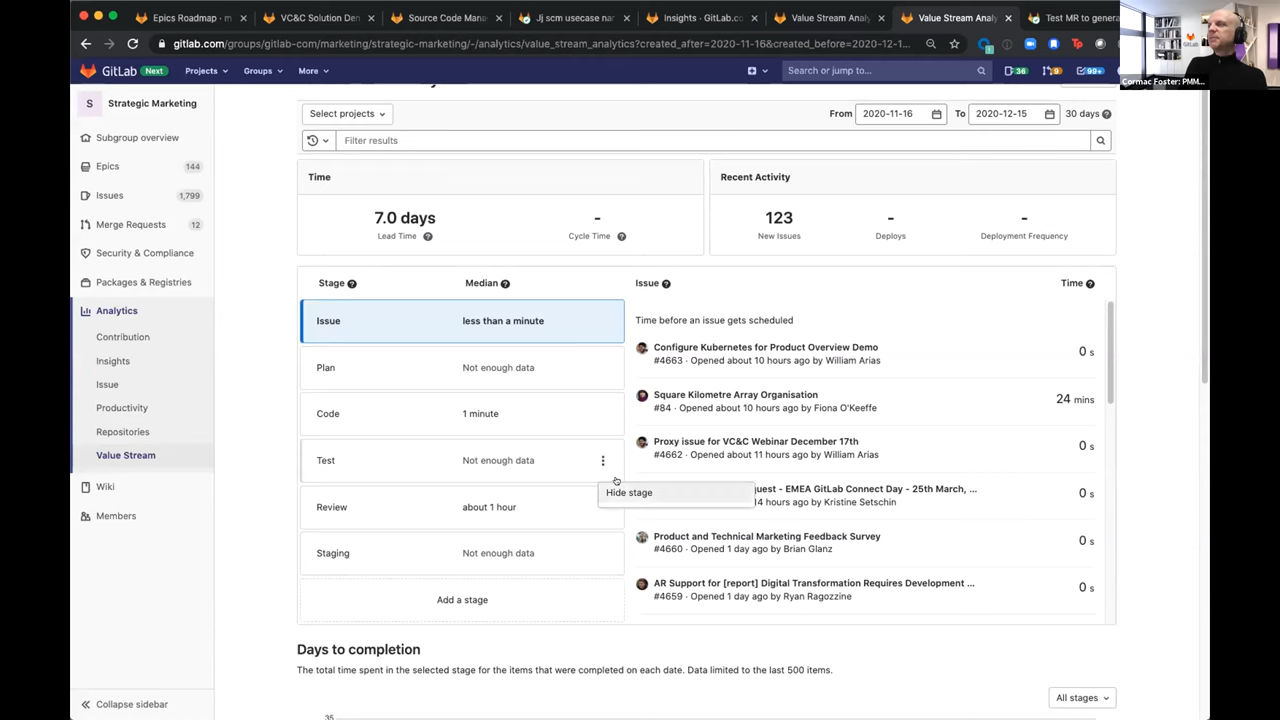 Epics Roadmap · m
VC&C Solution Den
Source Code Mana
Jj scm usecase nar
Insights · GitLab.co
Value Stream Analy
Value Stream Analy
Test MR to genera
gitlab.com/groups/gitlab-com/marketing/strategic-marketing/-/analytics/value_stream_analytics?created_after=2020-11-16&created_before=2020-12-1...
Cormac Foster: PMM...
GitLab
Next
Projects
Groups
More
Search or jump to...
36
9
99+
S
Strategic Marketing
Subgroup overview
Epics
144
Issues
1,799
Merge Requests
12
Security & Compliance
Packages & Registries
Analytics
Contribution
Insights
Issue
Productivity
Repositories
Value Stream
Wiki
Members
Collapse sidebar
Select projects
From
2020-11-16
To
2020-12-15
30 days
Filter results
Time
7.0 days
Lead Time
-
Cycle Time
Recent Activity
123
New Issues
-
Deploys
-
Deployment Frequency
Stage
Median
Issue
Time
Issue
less than a minute
Plan
Not enough data
Code
1 minute
Test
Not enough data
Hide stage
Review
about 1 hour
Staging
Not enough data
Add a stage
Time before an issue gets scheduled
Configure Kubernetes for Product Overview Demo
#4663 · Opened about 10 hours ago by William Arias
0 s
Square Kilometre Array Organisation
#84 · Opened about 10 hours ago by Fiona O'Keeffe
24 mins
Proxy issue for VC&C Webinar December 17th
#4662 · Opened about 11 hours ago by William Arias
0 s
quest - EMEA GitLab Connect Day - 25th March, ...
14 hours ago by Kristine Setschin
0 s
Product and Technical Marketing Feedback Survey
#4660 · Opened 1 day ago by Brian Glanz
0 s
AR Support for [report] Digital Transformation Requires Development ...
#4659 · Opened 1 day ago by Ryan Ragozzine
0 s
Days to completion
The total time spent in the selected stage for the items that were completed on each date. Data limited to the last 500 items.
All stages
35